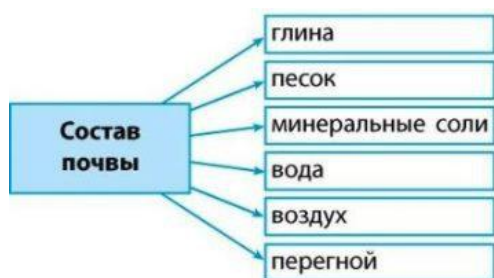 Состав
почвы
глина
песок
минеральные соли
вода
воздух
перегной